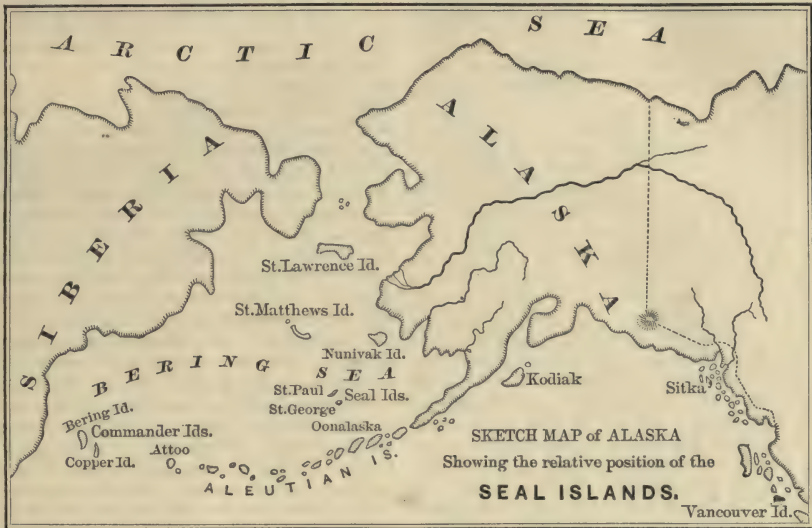 ARCTIC SEA
SIBERIA
ALASKA
St. Lawrence Id.
St. Matthews Id.
Nunivak Id.
BERING SEA
St. Paul
Seal Ids.
St. George
Oonalaska
Kodiak
Sitka
Bering Id.
Commander Ids.
Copper Id.
Attoo
ALEUTIAN IS.
SKETCH MAP of ALASKA
Showing the relative position of the
SEAL ISLANDS.
Vancouver Id.